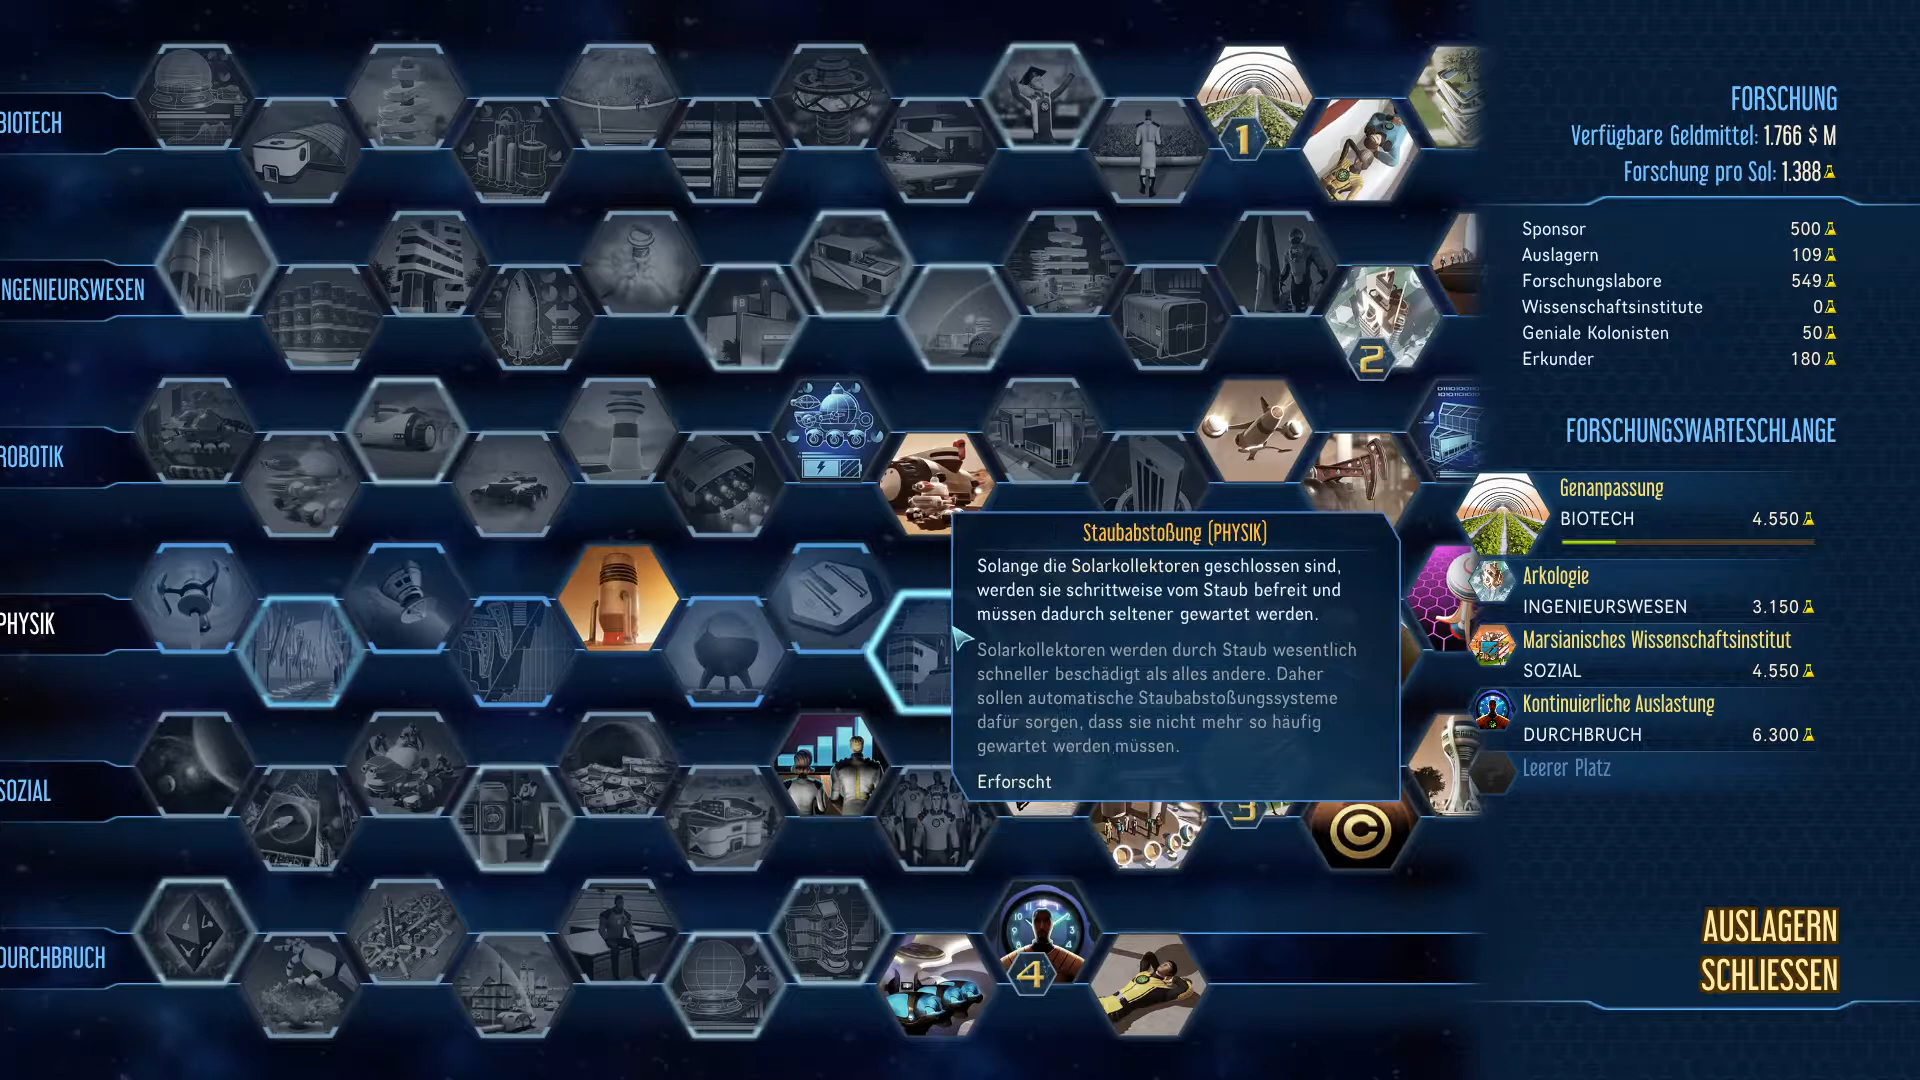 BIOTECH
INGENIEURSWESEN
ROBOTIK
PHYSIK
SOZIAL
DURCHBRUCH
1
2
3
4
Staubabstoßung (PHYSIK)
Solange die Solarkollektoren geschlossen sind,
werden sie schrittweise vom Staub befreit und
müssen dadurch seltener gewartet werden.
Solarkollektoren werden durch Staub wesentlich
schneller beschädigt als alles andere. Daher
sollen automatische Staubabstoßungssysteme
dafür sorgen, dass sie nicht mehr so häufig
gewartet werden müssen.
Erforscht
FORSCHUNG
Verfügbare Geldmittel: 1.766 $ M
Forschung pro Sol: 1.388
Sponsor 500
Auslagern 109
Forschungslabore 549
Wissenschaftsinstitute 0
Geniale Kolonisten 50
Erkunder 180
FORSCHUNGSWARTESCHLANGE
Genanpassung
BIOTECH 4.550
Arkologie
INGENIEURSWESEN 3.150
Marsianisches Wissenschaftsinstitut
SOZIAL 4.550
Kontinuierliche Auslastung
DURCHBRUCH 6.300
Leerer Platz
AUSLAGERN
SCHLIESSEN